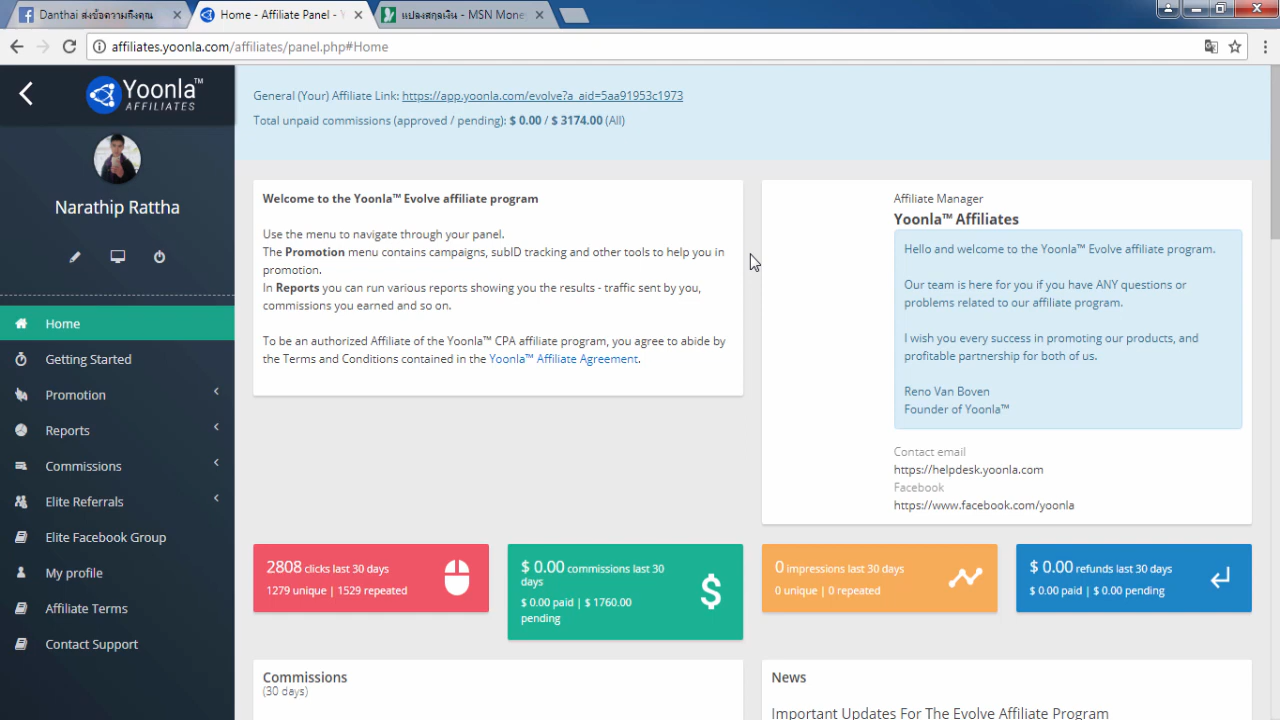 Danthai ส่งข้อความถึงคุณ
Home - Affiliate Panel - Y
แปลงสกุลเงิน - MSN Mone
affiliates.yoonla.com/affiliates/panel.php#Home
Yoonla™
AFFILIATES
Narathip Rattha
Home
Getting Started
Promotion
Reports
Commissions
Elite Referrals
Elite Facebook Group
My profile
Affiliate Terms
Contact Support
General (Your) Affiliate Link: https://app.yoonla.com/evolve?a_aid=5aa91953c1973
Total unpaid commissions (approved / pending): $ 0.00 / $ 3174.00 (All)
Welcome to the Yoonla™ Evolve affiliate program
Use the menu to navigate through your panel.
The Promotion menu contains campaigns, subID tracking and other tools to help you in
promotion.
In Reports you can run various reports showing you the results - traffic sent by you,
commissions you earned and so on.
To be an authorized Affiliate of the Yoonla™ CPA affiliate program, you agree to abide by
the Terms and Conditions contained in the Yoonla™ Affiliate Agreement.
Affiliate Manager
Yoonla™ Affiliates
Hello and welcome to the Yoonla™ Evolve affiliate program.
Our team is here for you if you have ANY questions or
problems related to our affiliate program.
I wish you every success in promoting our products, and
profitable partnership for both of us.
Reno Van Boven
Founder of Yoonla™
Contact email
https://helpdesk.yoonla.com
Facebook
https://www.facebook.com/yoonla
2808 clicks last 30 days
1279 unique | 1529 repeated
$ 0.00 commissions last 30
days
$ 0.00 paid | $ 1760.00
pending
0 impressions last 30 days
0 unique | 0 repeated
$ 0.00 refunds last 30 days
$ 0.00 paid | $ 0.00 pending
Commissions
(30 days)
News
Important Updates For The Evolve Affiliate Program